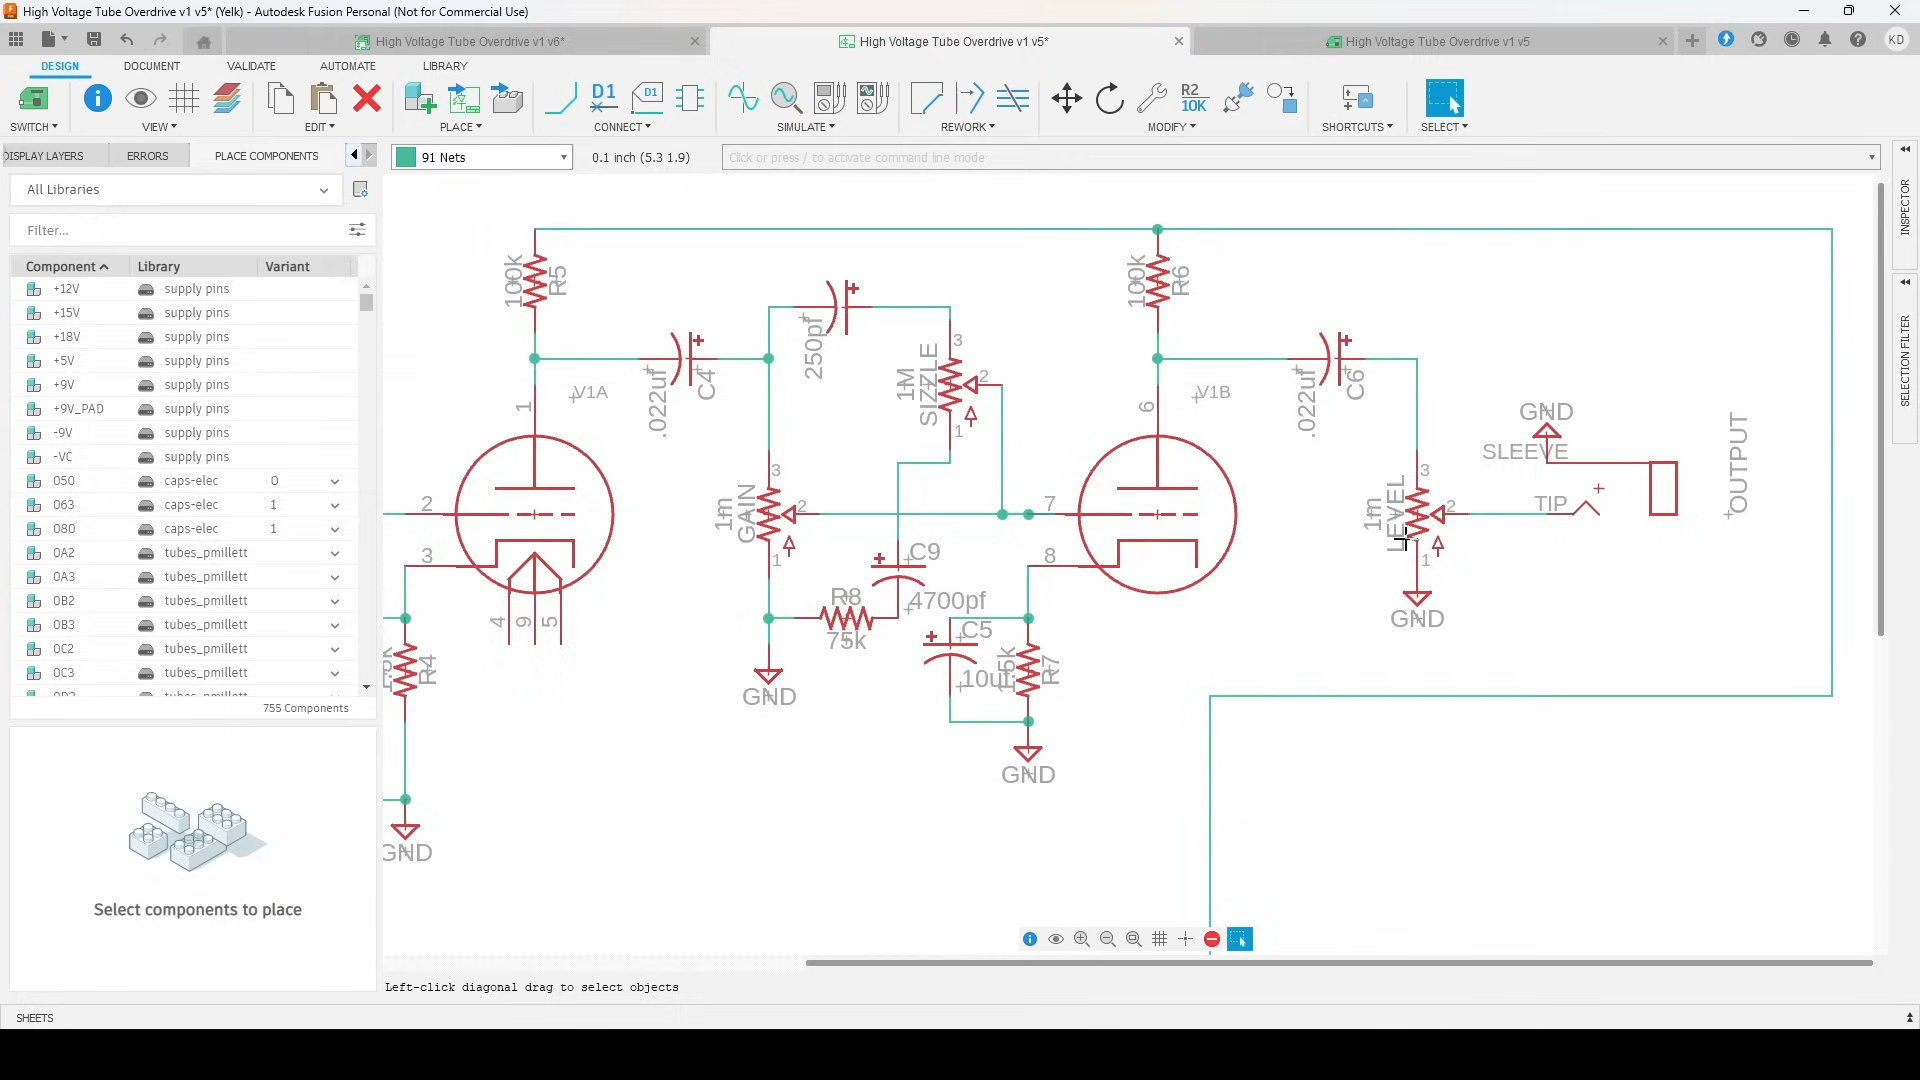 High Voltage Tube Overdrive v1 v5* (Yelk) - Autodesk Fusion Personal (Not for Commercial Use)
High Voltage Tube Overdrive v1 v6*
High Voltage Tube Overdrive v1 v5*
High Voltage Tube Overdrive v1 v5
KD
DESIGN
DOCUMENT
VALIDATE
AUTOMATE
LIBRARY
D1
D1
R2
10K
SWITCH
VIEW
EDIT
PLACE
CONNECT
SIMULATE
REWORK
MODIFY
SHORTCUTS
SELECT
DISPLAY LAYERS
ERRORS
PLACE COMPONENTS
91 Nets
0.1 inch (5.3 1.9)
Click or press / to activate command line mode
All Libraries
Filter...
Component Library Variant
+12V supply pins
+15V supply pins
+18V supply pins
+5V supply pins
+9V supply pins
+9V_PAD supply pins
-9V supply pins
-VC supply pins
050 caps-elec 0
063 caps-elec 1
080 caps-elec 1
0A2 tubes_pmillett
0A3 tubes_pmillett
0B2 tubes_pmillett
0B3 tubes_pmillett
0C2 tubes_pmillett
0C3 tubes_pmillett
tubes_pmillett
755 Components
Select components to place
INSPECTOR
SELECTION FILTER
100k
R5
250pf
1M
SIZZLE
3
2
1
100k
R6
V1A
1
.022uf
C4
V1B
6
.022uf
C6
GND
SLEEVE
OUTPUT
TIP
2
3
4
9
5
1m
GAIN
3
2
1
7
8
1m
LEVEL
3
2
1
GND
C9
4700pf
R8
75k
C5
10uf
R7
R4
GND
GND
GND
Left-click diagonal drag to select objects
SHEETS